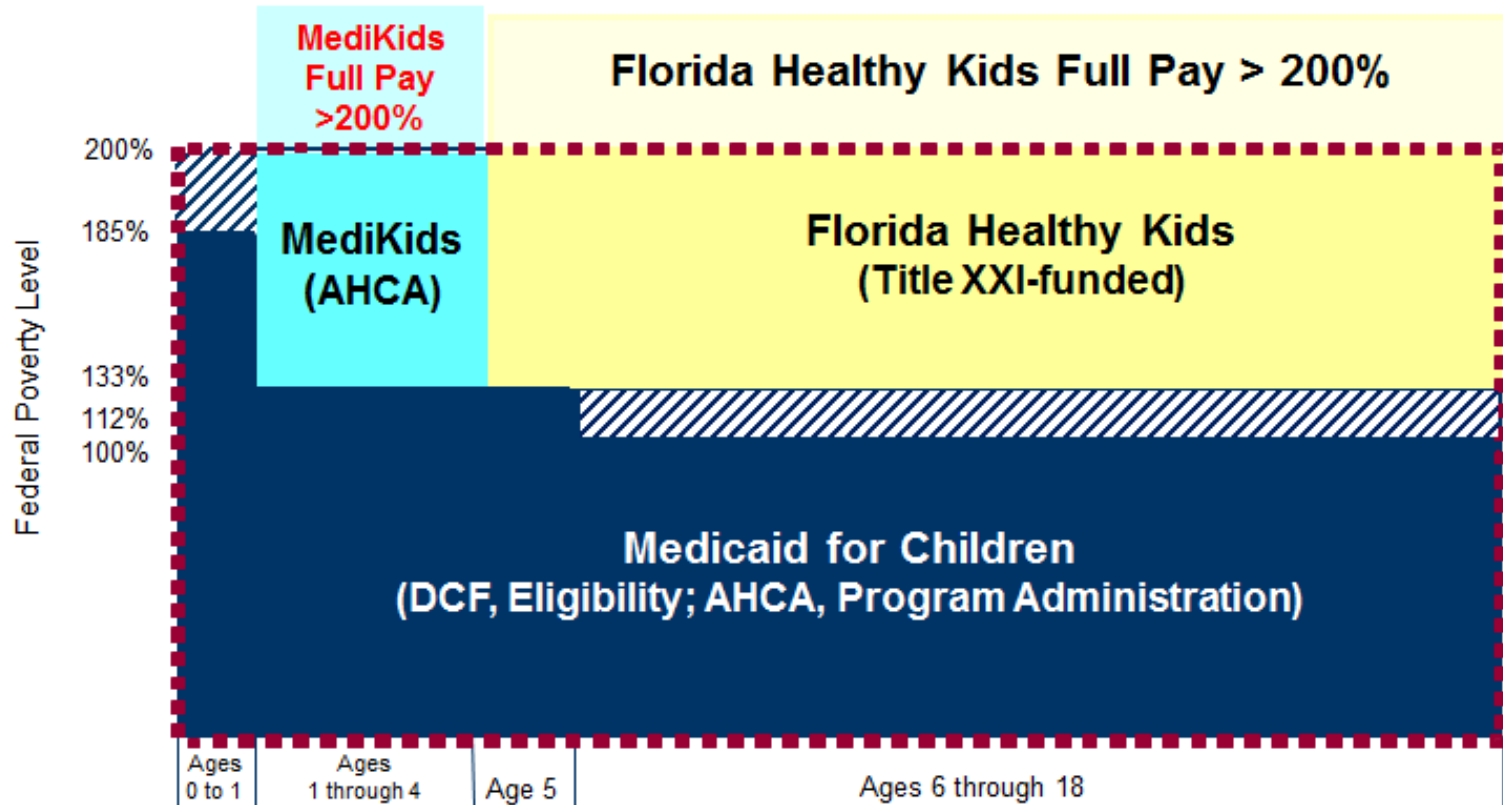 MediKids
Full Pay
>200%
Florida Healthy Kids Full Pay > 200%
200%
185%
133%
112%
100%
Federal Poverty Level
MediKids
(AHCA)
Florida Healthy Kids
(Title XXI-funded)
Medicaid for Children
(DCF, Eligibility; AHCA, Program Administration)
Ages
0 to 1
Ages
1 through 4
Age 5
Ages 6 through 18